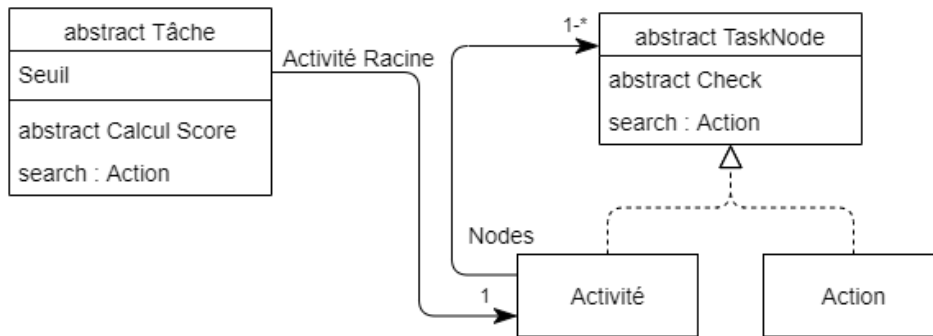 abstract Tâche
Seuil
abstract Calcul Score
search : Action
Activité Racine
1-*
abstract TaskNode
abstract Check
search : Action
Nodes
1
Activité
Action